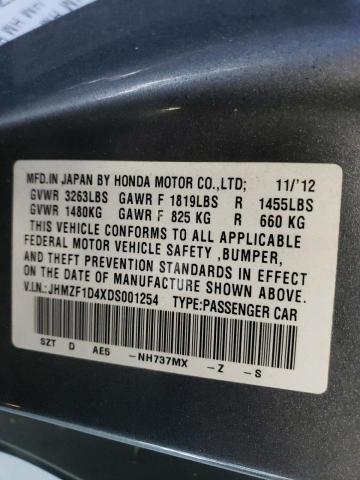 MFD.IN JAPAN BY HONDA MOTOR CO.,LTD; 11/'12
GVWR 3263LBS GAWR F 1819LBS R 1455LBS
GVWR 1480KG GAWR F 825 KG R 660 KG
THIS VEHICLE CONFORMS TO ALL APPLICABLE
FEDERAL MOTOR VEHICLE SAFETY ,BUMPER,
AND THEFT PREVENTION STANDARDS IN EFFECT
ON THE DATE OF MANUFACTURE SHOWN ABOVE.
V.I.N.:JHMZF1D4XDS001254 TYPE:PASSENGER CAR
SZT D AE5 -NH737MX -Z -S